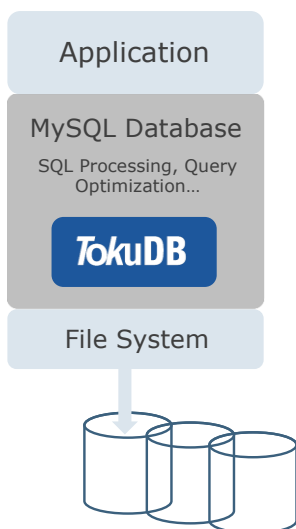 Application
MySQL Database
SQL Processing, Query
Optimization…
TokuDB
File System